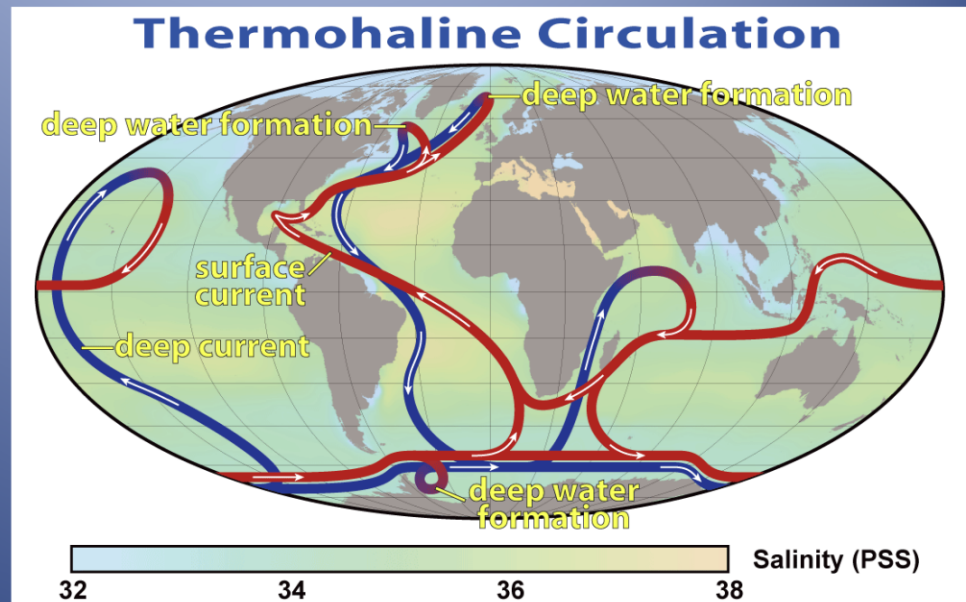 Thermohaline Circulation
deep water formation
deep water formation
surface
current
deep current
deep water
formation
Salinity (PSS)
32 34 36 38